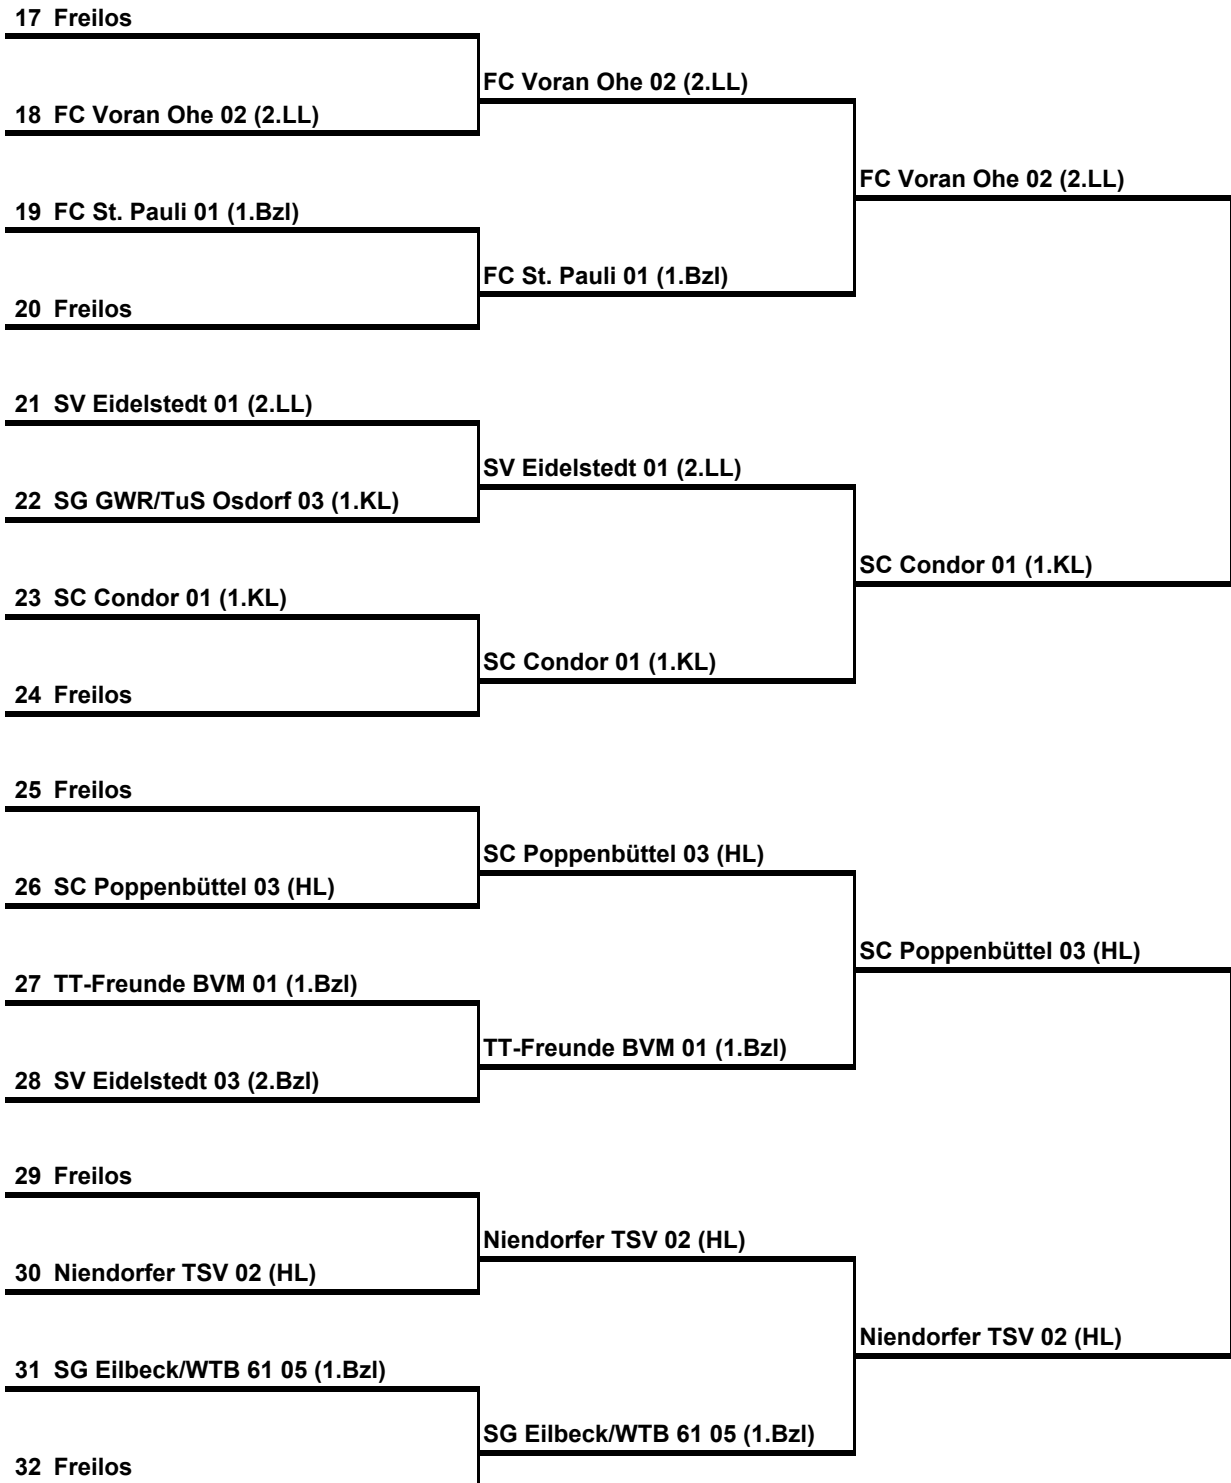 17 Freilos
FC Voran Ohe 02 (2.LL)
18 FC Voran Ohe 02 (2.LL)
FC Voran Ohe 02 (2.LL)
19 FC St. Pauli 01 (1.Bzl)
FC St. Pauli 01 (1.Bzl)
20 Freilos
21 SV Eidelstedt 01 (2.LL)
SV Eidelstedt 01 (2.LL)
22 SG GWR/TuS Osdorf 03 (1.KL)
SC Condor 01 (1.KL)
23 SC Condor 01 (1.KL)
SC Condor 01 (1.KL)
24 Freilos
25 Freilos
SC Poppenbüttel 03 (HL)
26 SC Poppenbüttel 03 (HL)
SC Poppenbüttel 03 (HL)
27 TT-Freunde BVM 01 (1.Bzl)
TT-Freunde BVM 01 (1.Bzl)
28 SV Eidelstedt 03 (2.Bzl)
29 Freilos
Niendorfer TSV 02 (HL)
30 Niendorfer TSV 02 (HL)
Niendorfer TSV 02 (HL)
31 SG Eilbeck/WTB 61 05 (1.Bzl)
SG Eilbeck/WTB 61 05 (1.Bzl)
32 Freilos